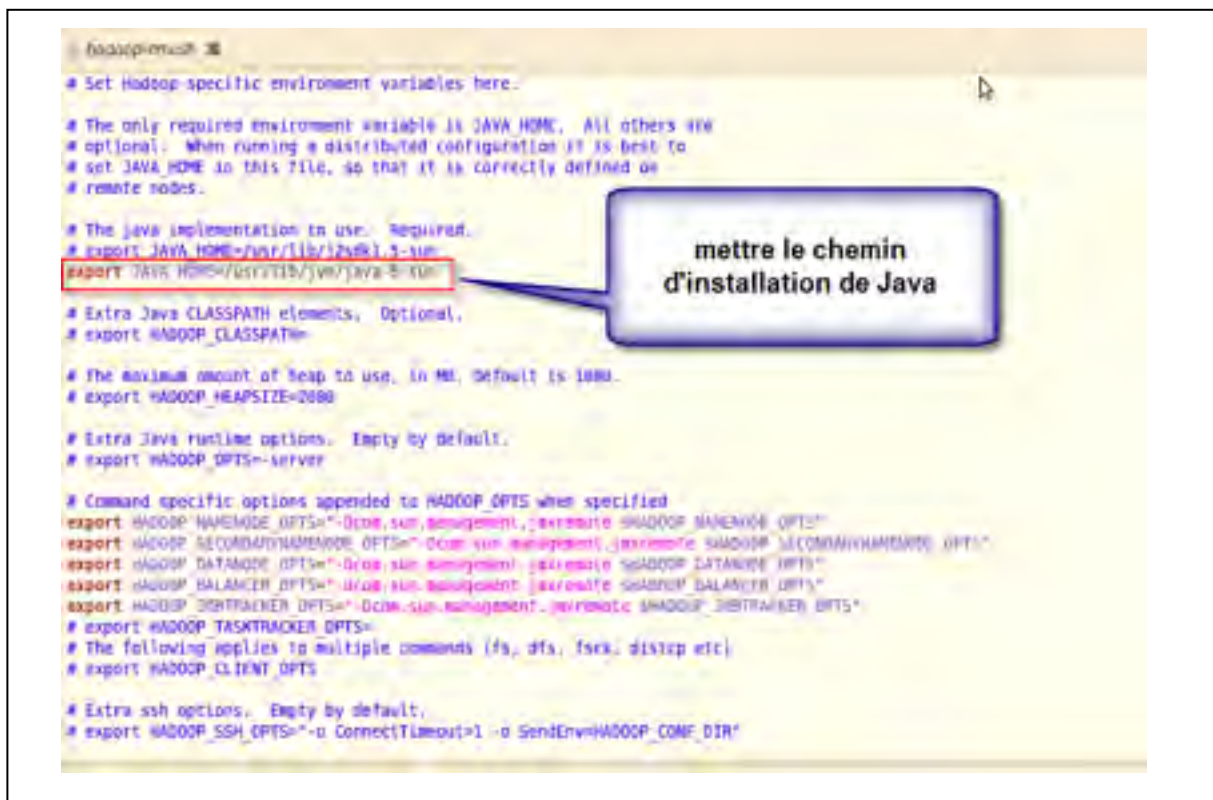 hadoop-env.sh
# Set Hadoop specific environment variables here.
# The only required environment variable is JAVA_HOME. All others are
# optional. When running a distributed configuration it is best to
# set JAVA_HOME in this file, so that it is correctly defined on
# remote nodes.
# The java implementation to use. Required.
# export JAVA_HOME=/usr/lib/j2sdk1.5-sun
export JAVA_HOME=/usr/lib/jvm/java-6-sun
mettre le chemin
d'installation de Java
# Extra Java CLASSPATH elements. Optional.
# export HADOOP_CLASSPATH=
# The maximum amount of heap to use, in MB. Default is 1000.
# export HADOOP_HEAPSIZE=2000
# Extra Java runtime options. Empty by default.
# export HADOOP_OPTS=-server
# Command specific options appended to HADOOP_OPTS when specified
export HADOOP_NAMENODE_OPTS="-Dcom.sun.management.jmxremote $HADOOP_NAMENODE_OPTS"
export HADOOP_SECONDARYNAMENODE_OPTS="-Dcom.sun.management.jmxremote $HADOOP_SECONDARYNAMENODE_OPTS"
export HADOOP_DATANODE_OPTS="-Dcom.sun.management.jmxremote $HADOOP_DATANODE_OPTS"
export HADOOP_BALANCER_OPTS="-Dcom.sun.management.jmxremote $HADOOP_BALANCER_OPTS"
export HADOOP_JOBTRACKER_OPTS="-Dcom.sun.management.jmxremote $HADOOP_JOBTRACKER_OPTS"
# export HADOOP_TASKTRACKER_OPTS=
# The following applies to multiple commands (fs, dfs, fsck, distcp etc)
# export HADOOP_CLIENT_OPTS
# Extra ssh options. Empty by default.
# export HADOOP_SSH_OPTS="-o ConnectTimeout=1 -o SendEnv=HADOOP_CONF_DIR"